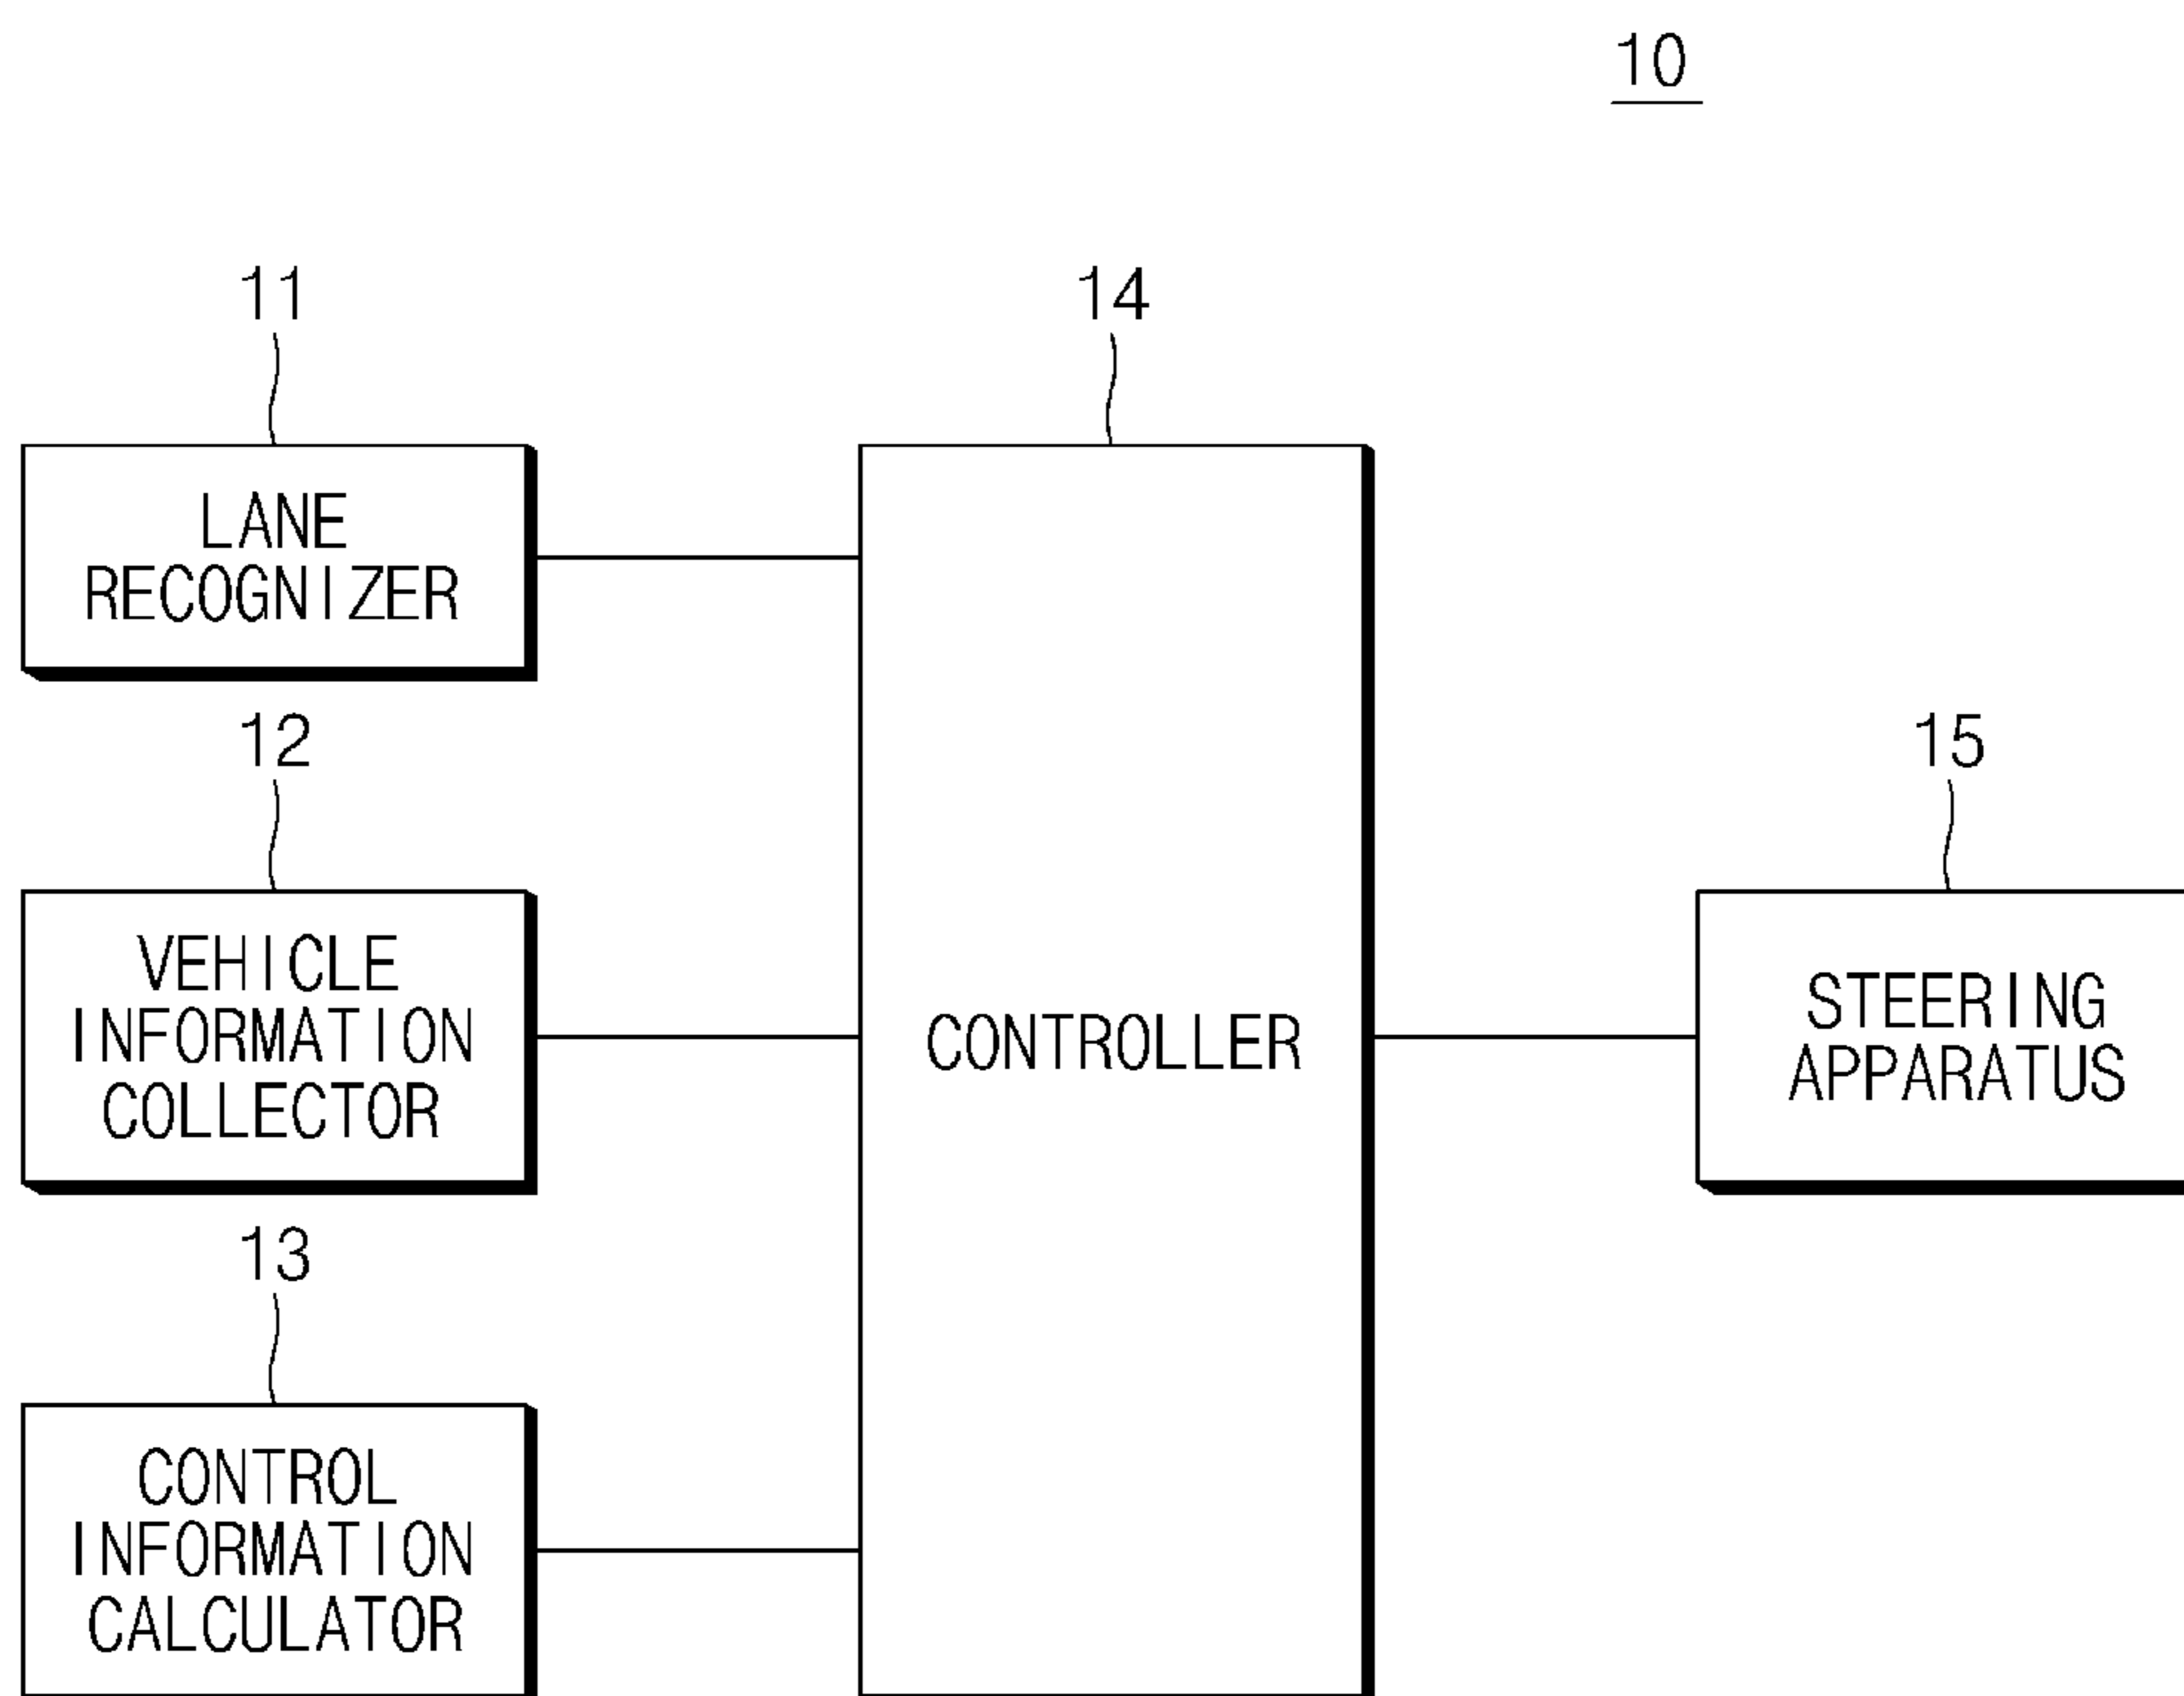 10
11
LANE
RECOGNIZER
12
VEHICLE
INFORMATION
COLLECTOR
13
CONTROL
INFORMATION
CALCULATOR
14
CONTROLLER
15
STEERING
APPARATUS